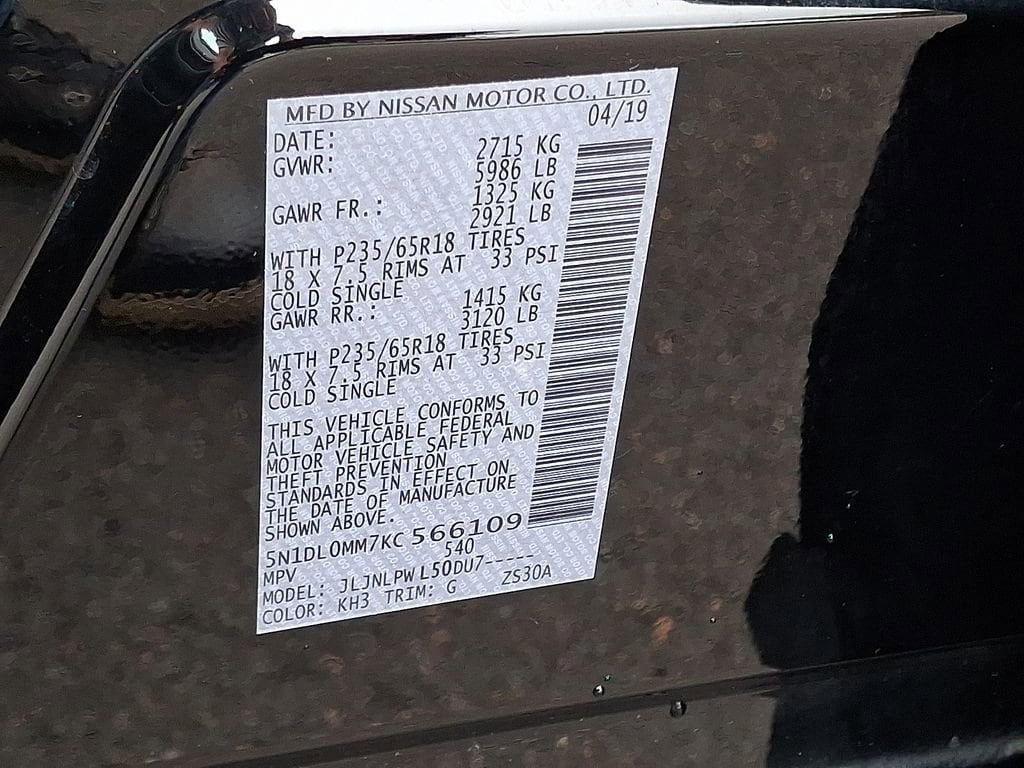 MFD BY NISSAN MOTOR CO., LTD.
DATE: 04/19
GVWR: 2715 KG
5986 LB
GAWR FR.: 1325 KG
2921 LB
WITH P235/65R18 TIRES
18 X 7.5 RIMS AT 33 PSI
COLD SINGLE
GAWR RR.: 1415 KG
3120 LB
WITH P235/65R18 TIRES
18 X 7.5 RIMS AT 33 PSI
COLD SINGLE
THIS VEHICLE CONFORMS TO
ALL APPLICABLE FEDERAL
MOTOR VEHICLE SAFETY AND
THEFT PREVENTION
STANDARDS IN EFFECT ON
THE DATE OF MANUFACTURE
SHOWN ABOVE.
5N1DL0MM7KC 566109
MPV 540
MODEL: JLJNLPW L50DU7-----
COLOR: KH3 TRIM: G ZS30A